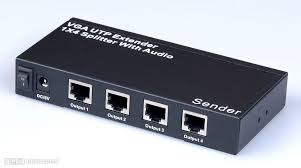 VGA UTP Extender
1X4 Splitter With Audio
DC5V
Output 1
Output 2
Output 3
Output 4
Sender